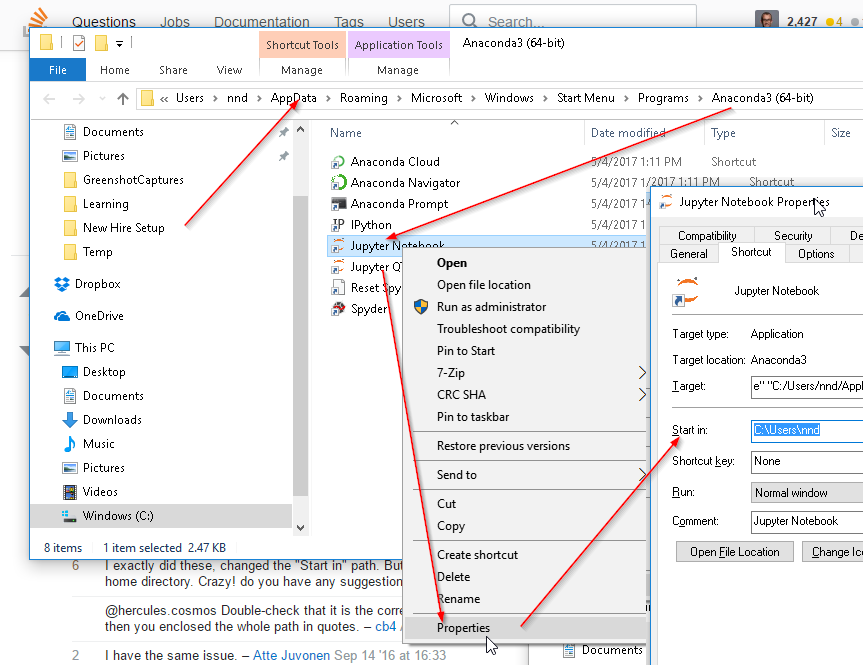 Questions Jobs Documentation Tags Users Search... 2,427 4
Shortcut Tools Application Tools Anaconda3 (64-bit)
File Home Share View Manage Manage
« Users › nnd › AppData › Roaming › Microsoft › Windows › Start Menu › Programs › Anaconda3 (64-bit)
Documents
Pictures
GreenshotCaptures
Learning
New Hire Setup
Temp
Dropbox
OneDrive
This PC
Desktop
Documents
Downloads
Music
Pictures
Videos
Windows (C:)
Name Date modified Type Size
Anaconda Cloud 5/4/2017 1:11 PM Shortcut
Anaconda Navigator 5/4/2017 1:11 PM Shortcut
Anaconda Prompt 5/4/2017 1
IPython 5/4/2017 1
Jupyter Notebook 5/4/2017 1
Jupyter Q
Reset Spy
Spyder
8 items 1 item selected 2.47 KB
Open
Open file location
Run as administrator
Troubleshoot compatibility
Pin to Start
7-Zip
CRC SHA
Pin to taskbar
Restore previous versions
Send to
Cut
Copy
Create shortcut
Delete
Rename
Properties
Jupyter Notebook Properties
Compatibility Security De
General Shortcut Options
Jupyter Notebook
Target type: Application
Target location: Anaconda3
Target: e" "C:/Users/nnd/Appl
Start in: C:\Users\nnd
Shortcut key: None
Run: Normal window
Comment: Jupyter Notebook
Open File Location Change Ico
6 I exactly did these, changed the "Start in" path. But
home directory. Crazy! do you have any suggestion
@hercules.cosmos Double-check that it is the corre
then you enclosed the whole path in quotes. – cb4
2 I have the same issue. – Atte Juvonen Sep 14 '16 at 16:33
Documents